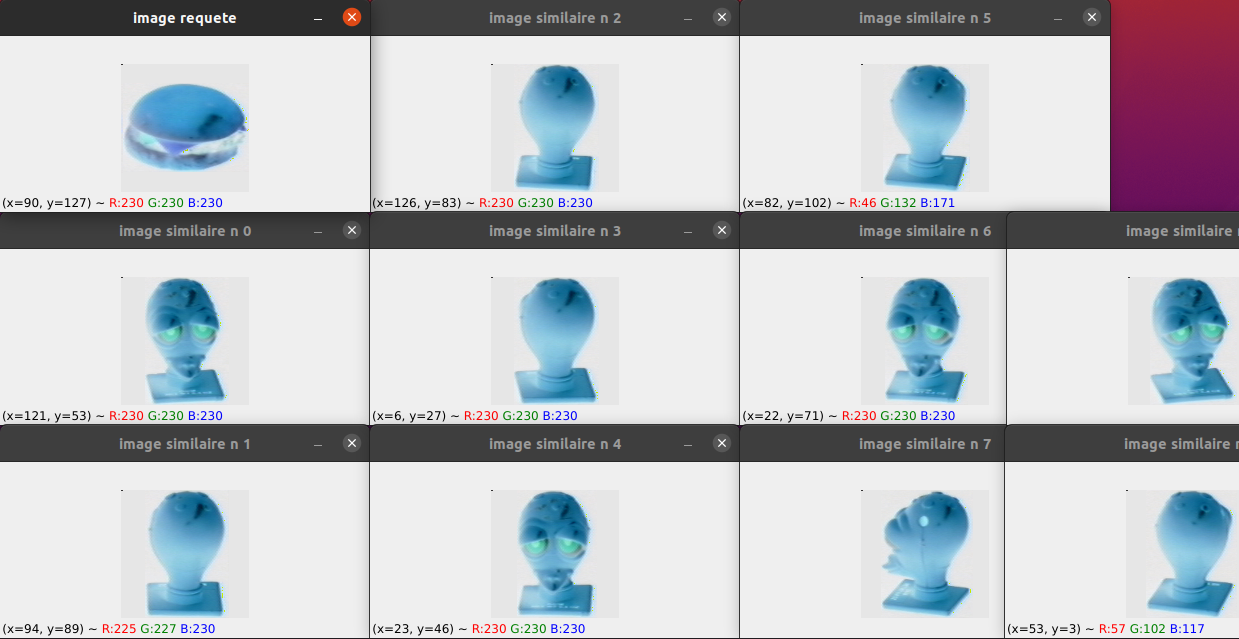 image requete
image similaire n 2
image similaire n 5
(x=90, y=127) ~ R:230 G:230 B:230
(x=126, y=83) ~ R:230 G:230 B:230
(x=82, y=102) ~ R:46 G:132 B:171
image similaire n 0
image similaire n 3
image similaire n 6
image similaire
(x=121, y=53) ~ R:230 G:230 B:230
(x=6, y=27) ~ R:230 G:230 B:230
(x=22, y=71) ~ R:230 G:230 B:230
image similaire n 1
image similaire n 4
image similaire n 7
image similaire n
(x=94, y=89) ~ R:225 G:227 B:230
(x=23, y=46) ~ R:230 G:230 B:230
(x=53, y=3) ~ R:57 G:102 B:117